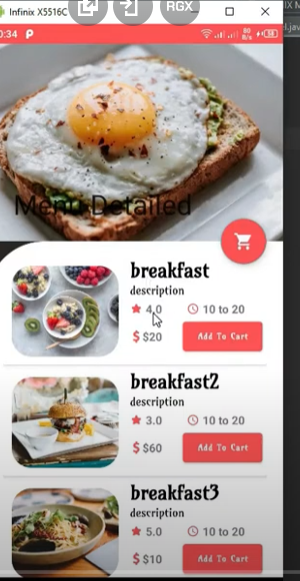 Infinix X5516C
RGX
0:34
80
B/s
58
Menu Detailed
breakfast
description
4.0
10 to 20
$ $20
Add To Cart
breakfast2
description
3.0
10 to 20
$ $60
Add To Cart
breakfast3
description
5.0
10 to 20
$ $10
Add To Cart